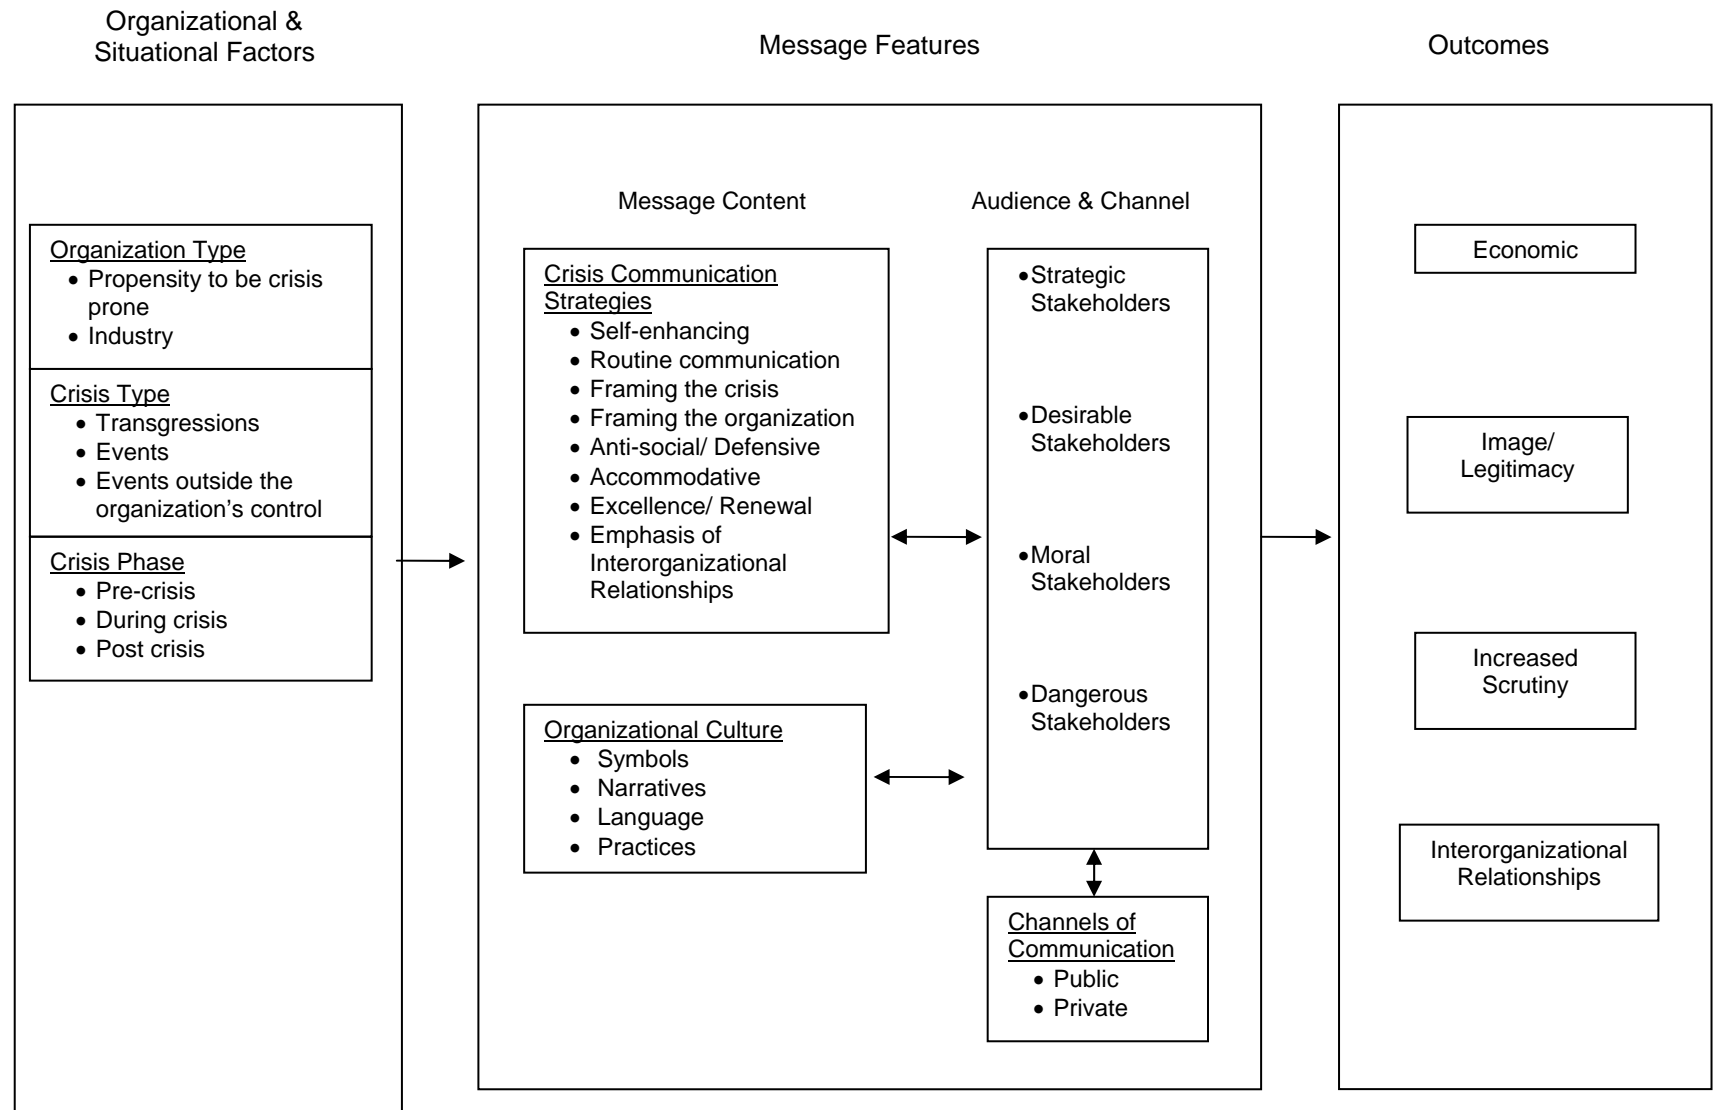 Organizational &
Situational Factors
Message Features
Outcomes
Organization Type
• Propensity to be crisis
prone
• Industry
Crisis Type
• Transgressions
• Events
• Events outside the
organization’s control
Crisis Phase
• Pre-crisis
• During crisis
• Post crisis
Message Content
Crisis Communication
Strategies
• Self-enhancing
• Routine communication
• Framing the crisis
• Framing the organization
• Anti-social/ Defensive
• Accommodative
• Excellence/ Renewal
• Emphasis of
Interorganizational
Relationships
Organizational Culture
• Symbols
• Narratives
• Language
• Practices
Audience & Channel
•Strategic
Stakeholders
•Desirable
Stakeholders
•Moral
Stakeholders
•Dangerous
Stakeholders
Channels of
Communication
• Public
• Private
Economic
Image/
Legitimacy
Increased
Scrutiny
Interorganizational
Relationships